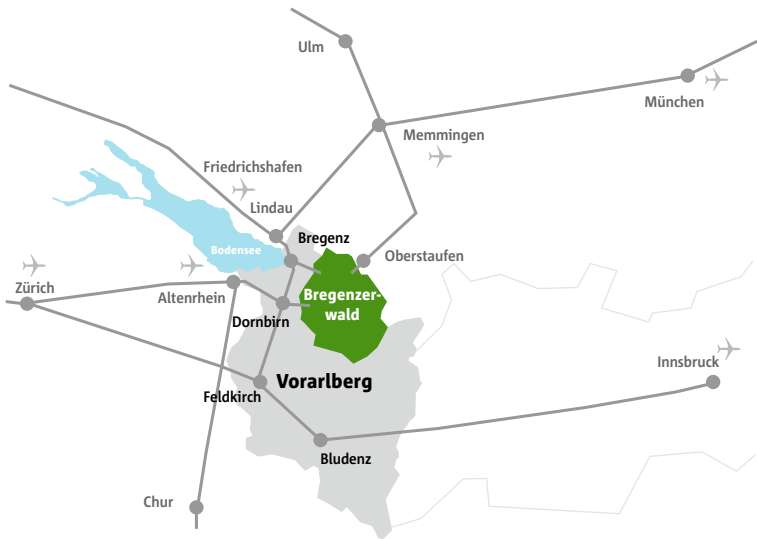 Ulm
München
Memmingen
Friedrichshafen
Lindau
Bregenz
Bodensee
Oberstaufen
Zürich
Altenrhein
Bregenzer-
wald
Dornbirn
Innsbruck
Vorarlberg
Feldkirch
Bludenz
Chur